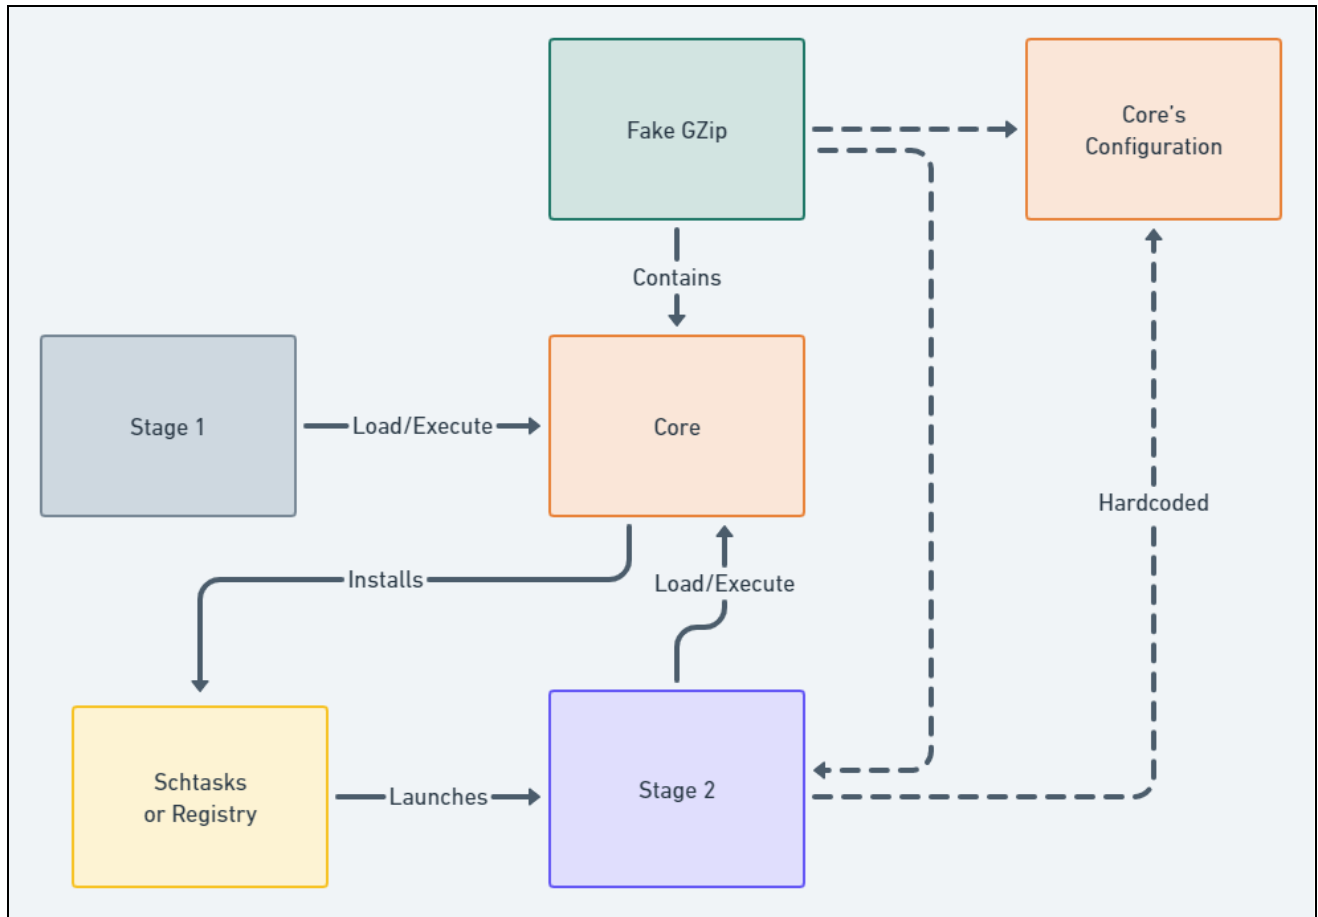 Fake GZip
Core's
Configuration
Contains
Stage 1
Load/Execute
Core
Hardcoded
Installs
Load/Execute
Schtasks
or Registry
Launches
Stage 2